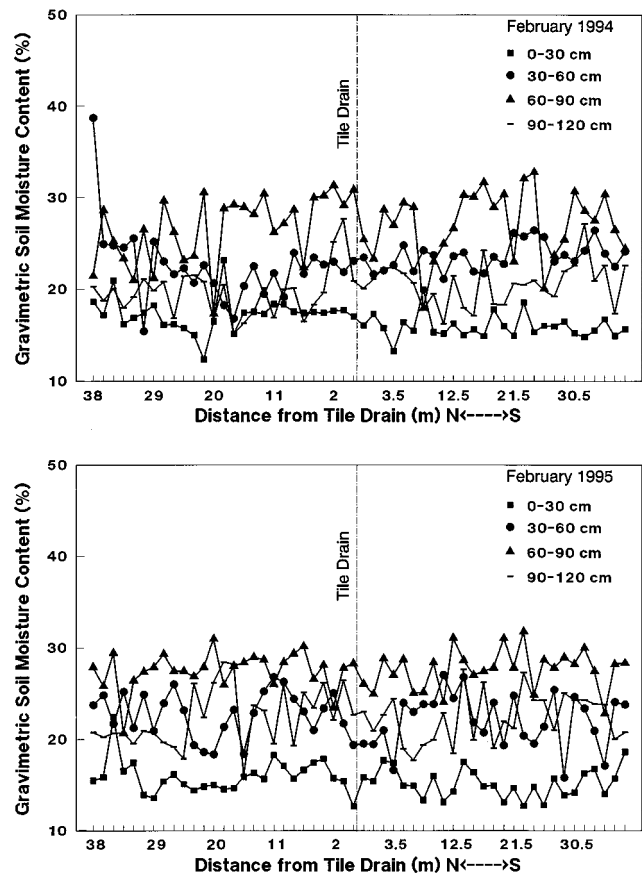 February 1994
0-30 cm
30-60 cm
60-90 cm
90-120 cm
Tile Drain
Gravimetric Soil Moisture Content (%)
50
40
30
20
10
38 29 20 11 2 3.5 12.5 21.5 30.5
Distance from Tile Drain (m) N<---->S
February 1995
0-30 cm
30-60 cm
60-90 cm
90-120 cm
Tile Drain
Gravimetric Soil Moisture Content (%)
50
40
30
20
10
38 29 20 11 2 3.5 12.5 21.5 30.5
Distance from Tile Drain (m) N<---->S